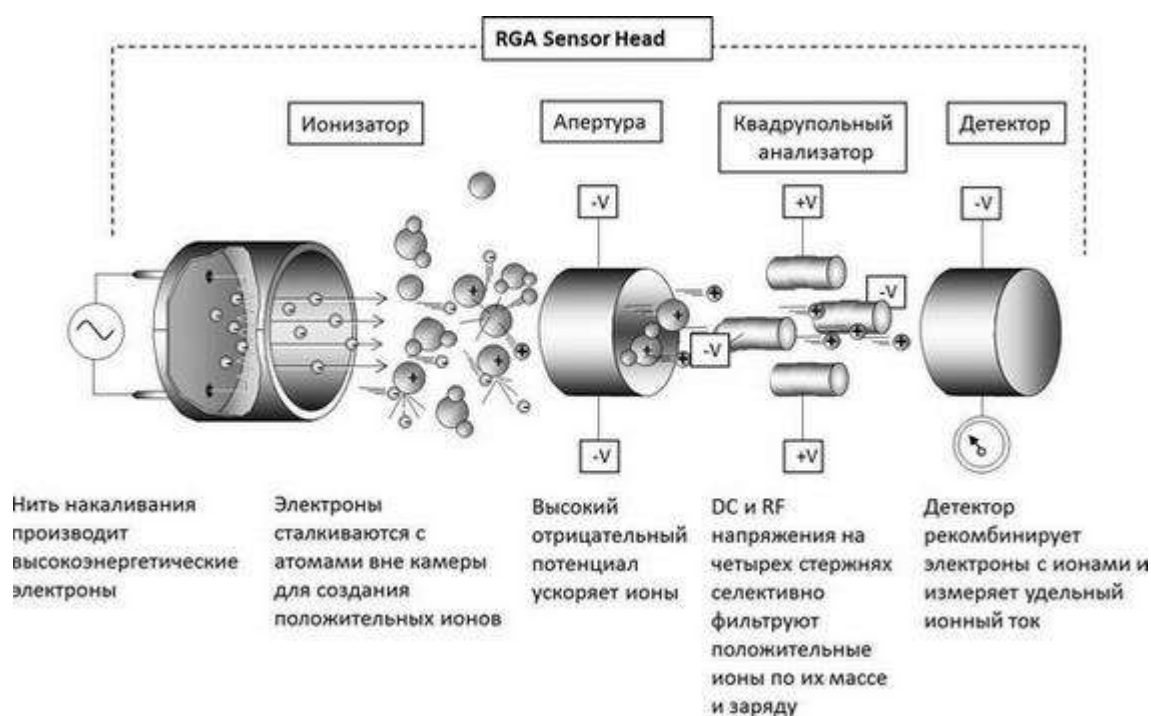 RGA Sensor Head
Ионизатор
Апертура
Квадрупольный
анализатор
Детектор
-V
+V
-V
-V
-V
-V
+V
Нить накаливания
производит
высокоэнергетические
электроны
Электроны
сталкиваются с
атомами вне камеры
для создания
положительных ионов
Высокий
отрицательный
потенциал
ускоряет ионы
DC и RF
напряжения на
четырех стержнях
селективно
фильтруют
положительные
ионы по их массе
и заряду
Детектор
рекомбинирует
электроны с ионами и
измеряет удельный
ионный ток